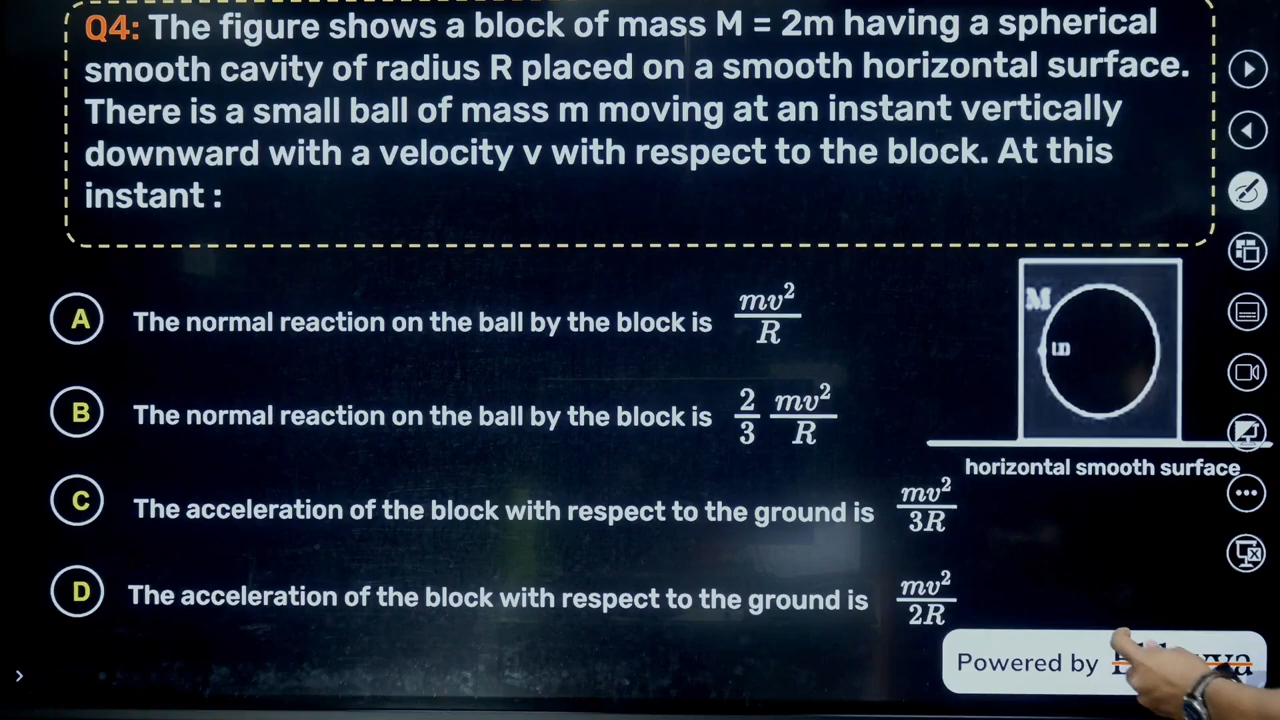 Q4: The figure shows a block of mass M = 2m having a spherical
smooth cavity of radius R placed on a smooth horizontal surface.
There is a small ball of mass m moving at an instant vertically
downward with a velocity v with respect to the block. At this
instant :
A The normal reaction on the ball by the block is mv²/R
B The normal reaction on the ball by the block is 2/3 mv²/R
C The acceleration of the block with respect to the ground is mv²/3R
D The acceleration of the block with respect to the ground is mv²/2R
M
m
horizontal smooth surface
Powered by